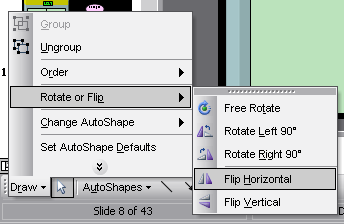 Group
Ungroup
1
Order
Rotate or Flip
Change AutoShape
Set AutoShape Defaults
Free Rotate
Rotate Left 90°
Rotate Right 90°
Flip Horizontal
Flip Vertical
Draw
AutoShapes
Slide 8 of 43